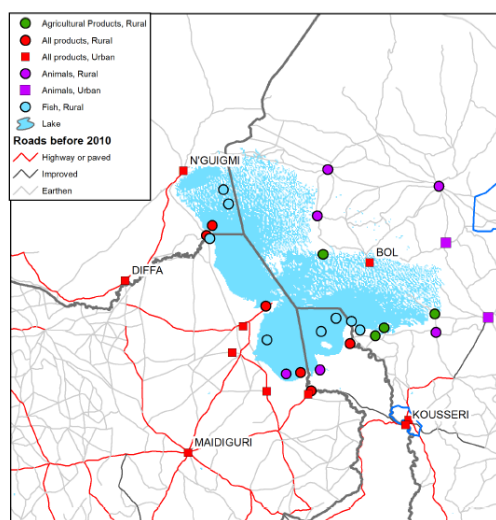 Agricultural Products, Rural
All products, Rural
All products, Urban
Animals, Rural
Animals, Urban
Fish, Rural
Lake
Roads before 2010
Highway or paved
Improved
Earthen
N'GUIGMI
BOL
DIFFA
KOUSSERI
MAIDIGURI